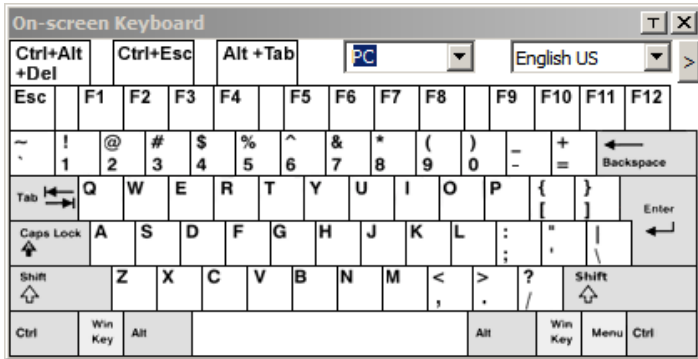 On-screen Keyboard T X
Ctrl+Alt +Del Ctrl+Esc Alt +Tab PC English US >
Esc F1 F2 F3 F4 F5 F6 F7 F8 F9 F10 F11 F12
~ ! @ # $ % ^ & * ( ) _ +
` 1 2 3 4 5 6 7 8 9 0 - = Backspace
Tab Q W E R T Y U I O P { }
[ ] Enter
Caps Lock A S D F G H J K L : " |
; ' \
Shift Z X C V B N M < > ? Shift
, . /
Ctrl Win Key Alt Alt Win Key Menu Ctrl